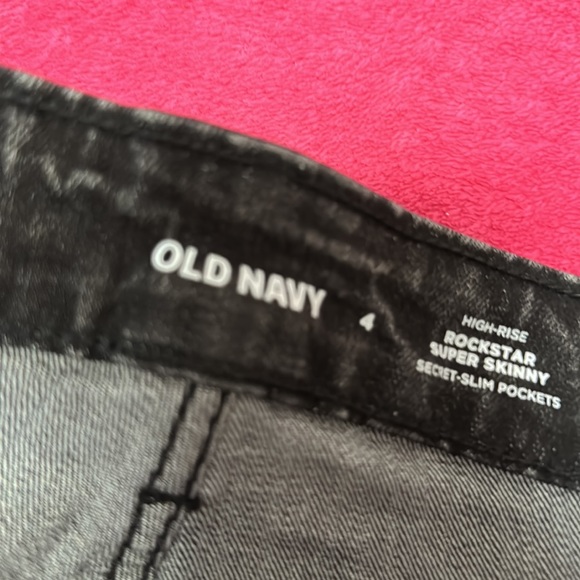 OLD NAVY
4
HIGH-RISE
ROCKSTAR
SUPER SKINNY
SECRET-SLIM POCKETS